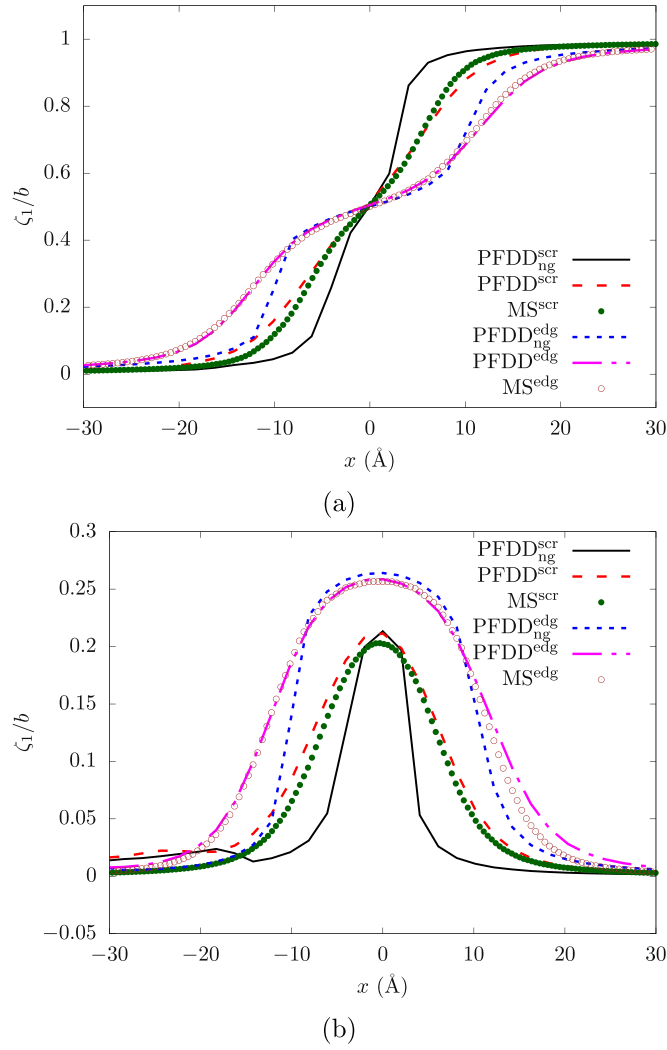 1
0.8
0.6
0.4
0.2
0
ζ₁/b
PFDD^scr_ng
PFDD^scr
MS^scr
PFDD^edg_ng
PFDD^edg
MS^edg
−30 −20 −10 0 10 20 30
x (Å)
(a)
0.3
0.25
0.2
0.15
0.1
0.05
0
−0.05
ζ₁/b
PFDD^scr_ng
PFDD^scr
MS^scr
PFDD^edg_ng
PFDD^edg
MS^edg
−30 −20 −10 0 10 20 30
x (Å)
(b)